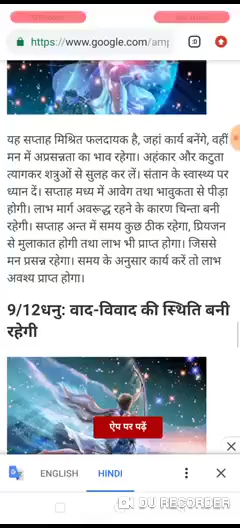 https://www.google.com/amp
यह सप्ताह मिश्रित फलदायक है, जहां कार्य बनेंगे, वहीं
मन में अप्रसन्नता का भाव रहेगा। अहंकार और कटुता
त्यागकर शत्रुओं से सुलह कर लें। संतान के स्वास्थ्य पर
ध्यान दें। सप्ताह मध्य में आवेग तथा भावुकता से पीड़ा
होगी। लाभ मार्ग अवरूद्ध रहने के कारण चिन्ता बनी
रहेगी। सप्ताह अन्त में समय कुछ ठीक रहेगा, प्रियजन
से मुलाकात होगी तथा लाभ भी प्राप्त होगा। जिससे
मन प्रसन्न रहेगा। समय के अनुसार कार्य करें तो लाभ
अवश्य प्राप्त होगा।
9/12धनु: वाद-विवाद की स्थिति बनी
रहेगी
ऐप पर पढ़ें
ENGLISH HINDI
DU RECORDER